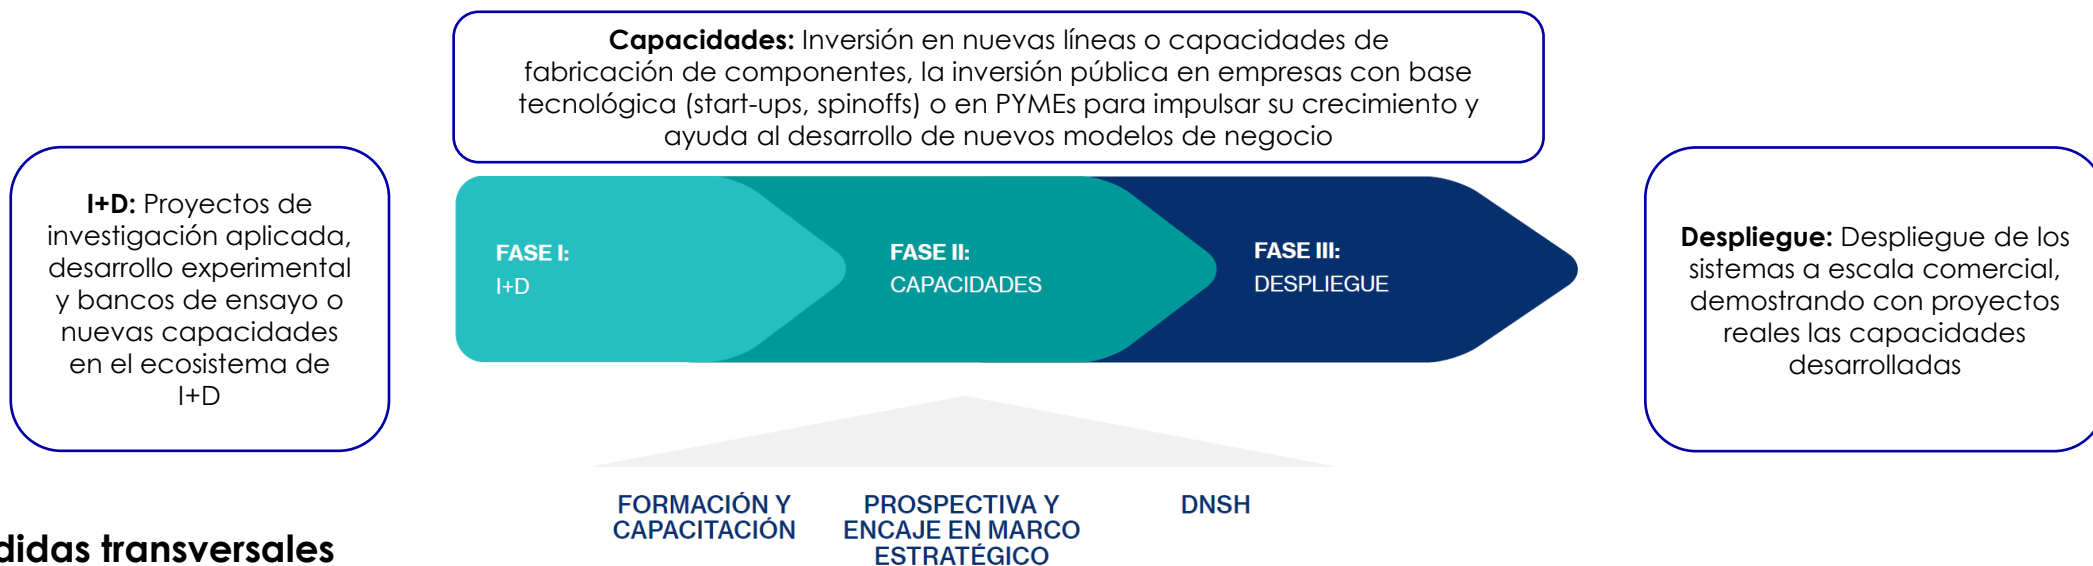 Capacidades: Inversión en nuevas líneas o capacidades de
fabricación de componentes, la inversión pública en empresas con base
tecnológica (start-ups, spinoffs) o en PYMEs para impulsar su crecimiento y
ayuda al desarrollo de nuevos modelos de negocio
I+D: Proyectos de
investigación aplicada,
desarrollo experimental
y bancos de ensayo o
nuevas capacidades
en el ecosistema de
I+D
FASE I:
I+D
FASE II:
CAPACIDADES
FASE III:
DESPLIEGUE
Despliegue: Despliegue de los
sistemas a escala comercial,
demostrando con proyectos
reales las capacidades
desarrolladas
FORMACIÓN Y
CAPACITACIÓN
PROSPECTIVA Y
ENCAJE EN MARCO
ESTRATÉGICO
DNSH
didas transversales